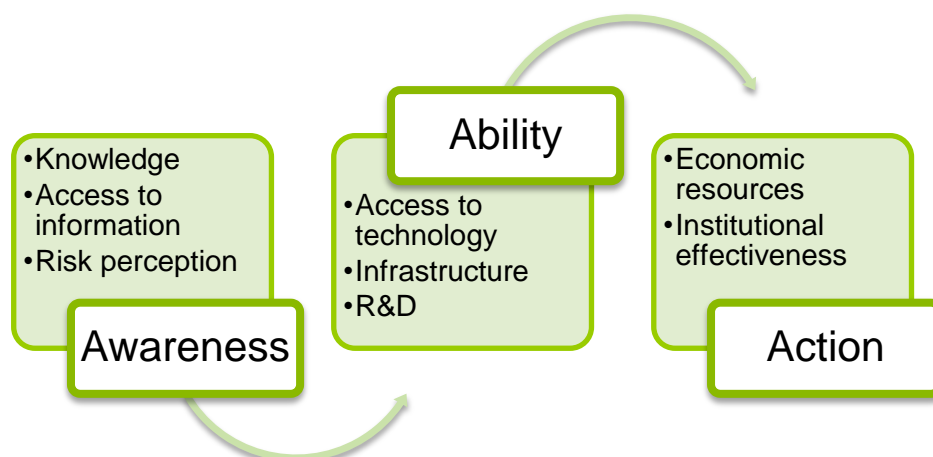 •Knowledge
•Access to
information
•Risk perception
Awareness
Ability
•Access to
technology
•Infrastructure
•R&D
•Economic
resources
•Institutional
effectiveness
Action